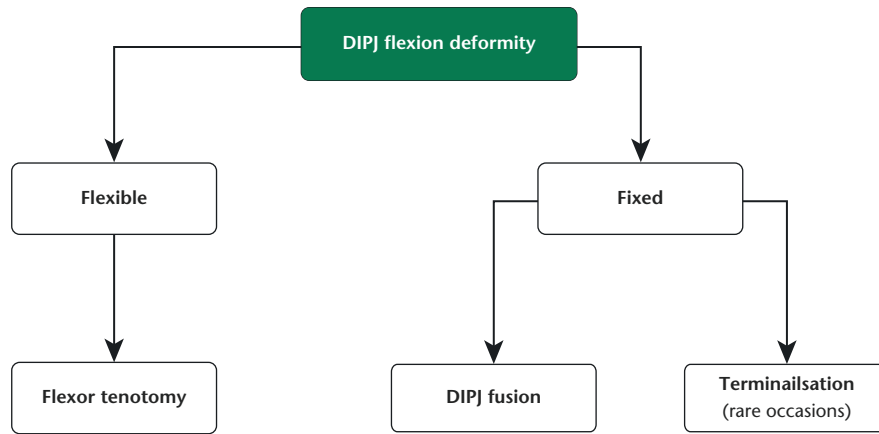 DIPJ flexion deformity
Flexible
Fixed
Flexor tenotomy
DIPJ fusion
Terminailsation
(rare occasions)